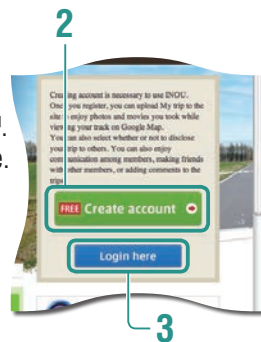 2
Creating account is necessary to use INOU.
Once you register, you can upload My trip to the
site to enjoy photos and movies you took while
viewing your track on Google Map.
You can also select whether or not to disclose
your trip to others. You can also enjoy
communication among members, making friends
with other members, or adding comments to the
trips.
.
e.
FREE Create account
Login here
3